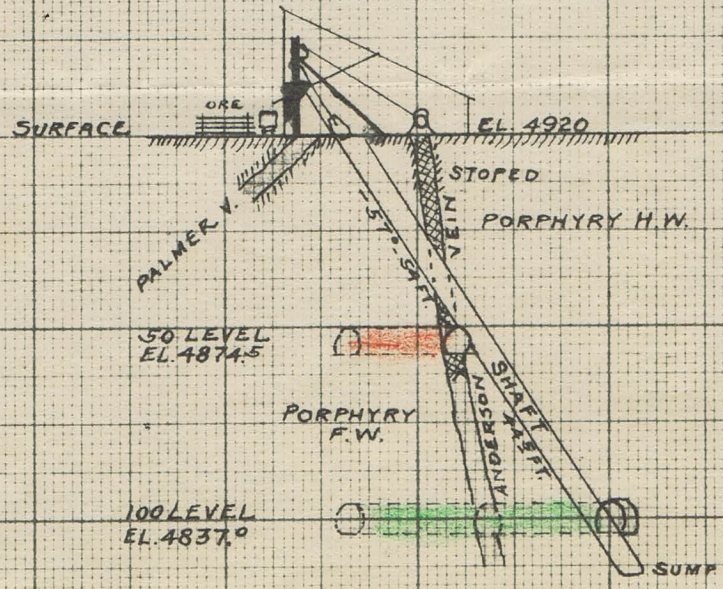 ORE
SURFACE
EL 4920
STOPED
PALMER V.
VEIN
PORPHYRY H.W.
-57°-
50 LEVEL
EL. 4874.5
SHAFT
ANDERSON
PORPHYRY
F.W.
100 LEVEL
EL. 4837.0
SUMP